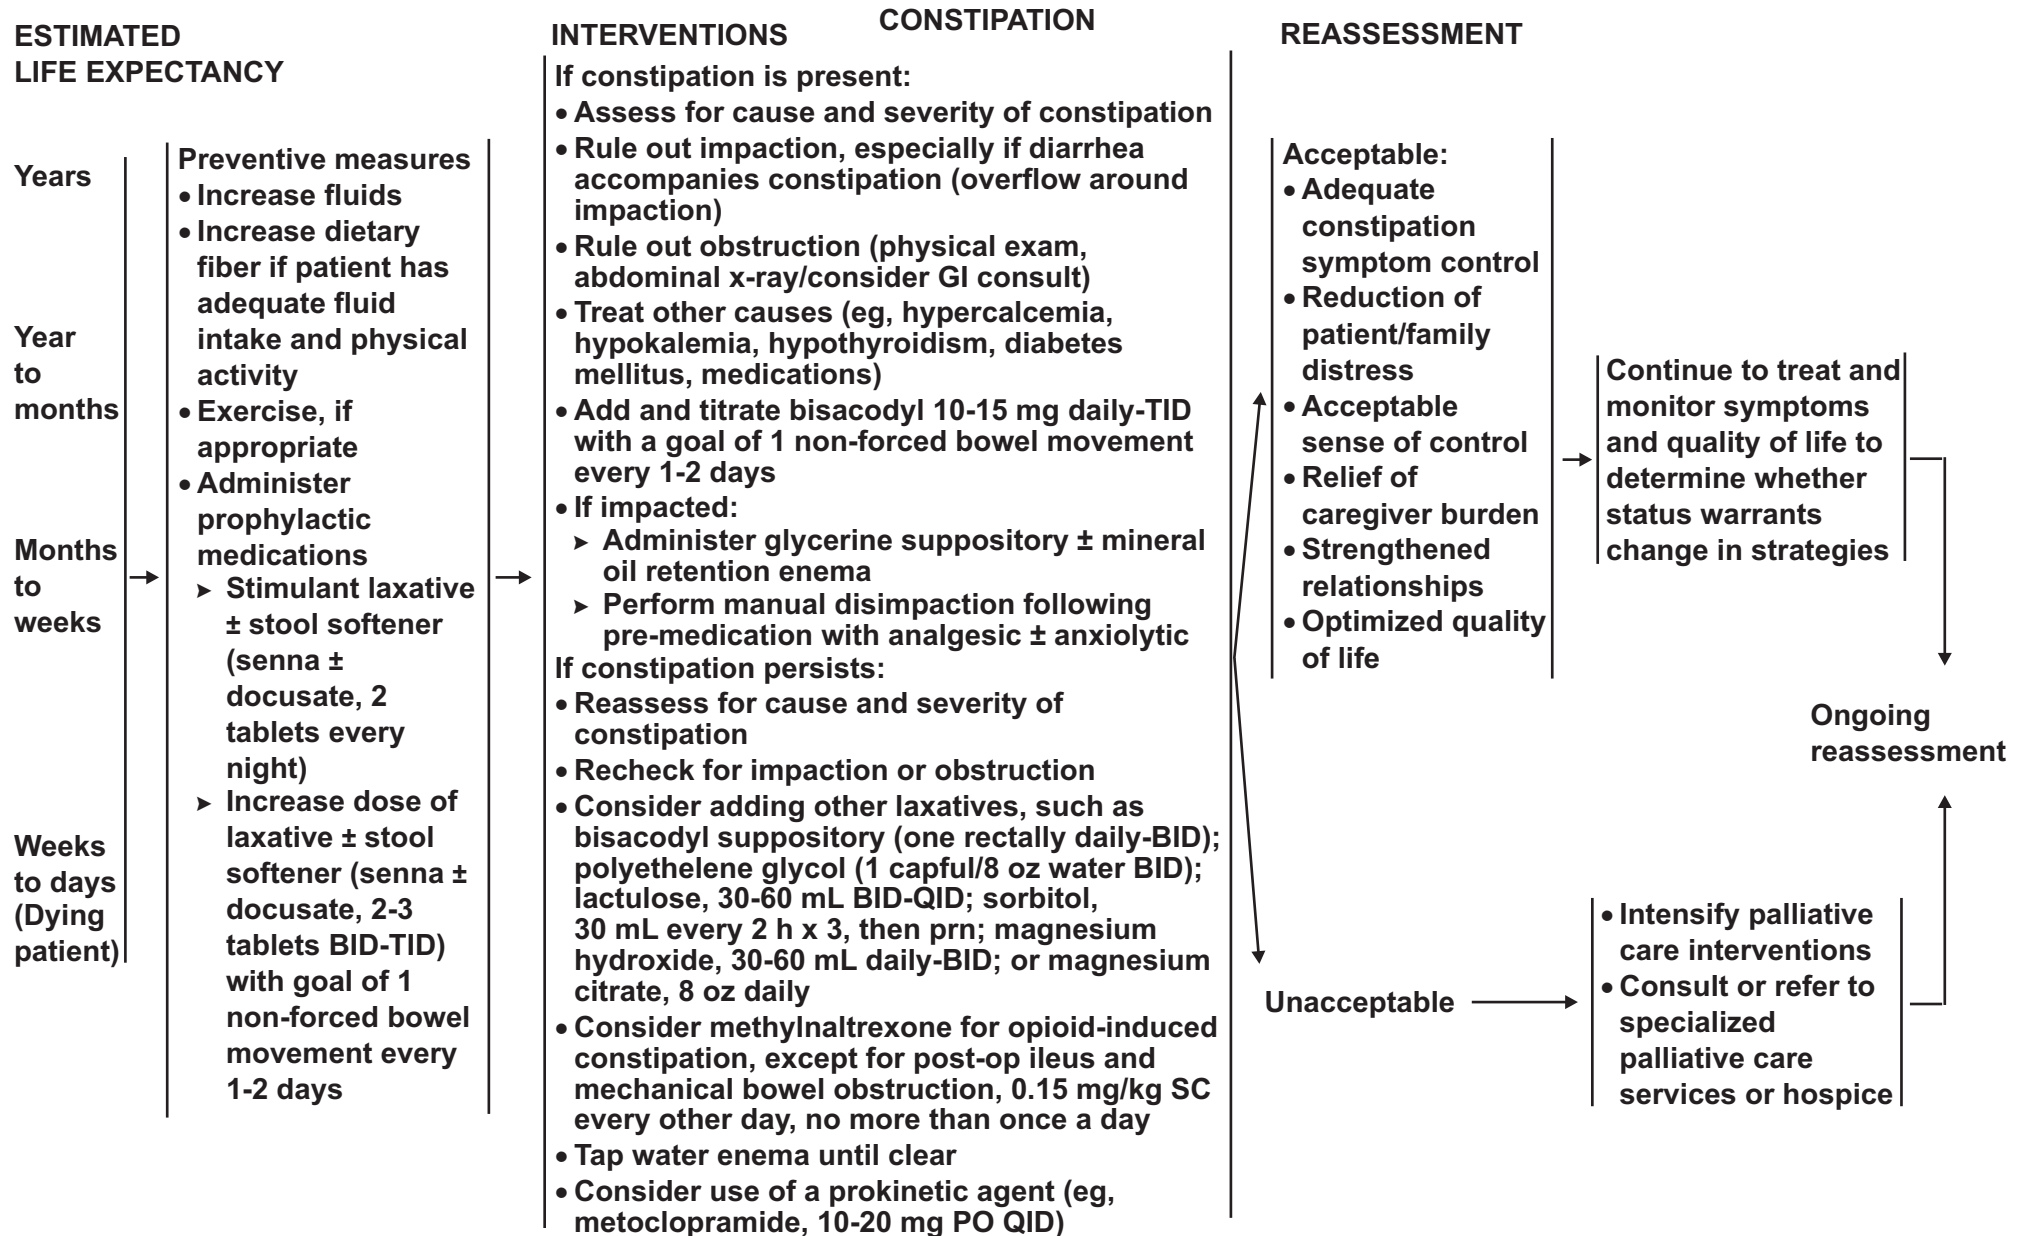 CONSTIPATION
ESTIMATED
LIFE EXPECTANCY
INTERVENTIONS
REASSESSMENT
Years
Year
to
months
Months
to
weeks
Weeks
to days
(Dying
patient)
Preventive measures
• Increase fluids
• Increase dietary
fiber if patient has
adequate fluid
intake and physical
activity
• Exercise, if
appropriate
• Administer
prophylactic
medications
➤ Stimulant laxative
± stool softener
(senna ±
docusate, 2
tablets every
night)
➤ Increase dose of
laxative ± stool
softener (senna ±
docusate, 2-3
tablets BID-TID)
with goal of 1
non-forced bowel
movement every
1-2 days
If constipation is present:
• Assess for cause and severity of constipation
• Rule out impaction, especially if diarrhea
accompanies constipation (overflow around
impaction)
• Rule out obstruction (physical exam,
abdominal x-ray/consider GI consult)
• Treat other causes (eg, hypercalcemia,
hypokalemia, hypothyroidism, diabetes
mellitus, medications)
• Add and titrate bisacodyl 10-15 mg daily-TID
with a goal of 1 non-forced bowel movement
every 1-2 days
• If impacted:
➤ Administer glycerine suppository ± mineral
oil retention enema
➤ Perform manual disimpaction following
pre-medication with analgesic ± anxiolytic
If constipation persists:
• Reassess for cause and severity of
constipation
• Recheck for impaction or obstruction
• Consider adding other laxatives, such as
bisacodyl suppository (one rectally daily-BID);
polyethelene glycol (1 capful/8 oz water BID);
lactulose, 30-60 mL BID-QID; sorbitol,
30 mL every 2 h x 3, then prn; magnesium
hydroxide, 30-60 mL daily-BID; or magnesium
citrate, 8 oz daily
• Consider methylnaltrexone for opioid-induced
constipation, except for post-op ileus and
mechanical bowel obstruction, 0.15 mg/kg SC
every other day, no more than once a day
• Tap water enema until clear
• Consider use of a prokinetic agent (eg,
metoclopramide, 10-20 mg PO QID)
Acceptable:
• Adequate
constipation
symptom control
• Reduction of
patient/family
distress
• Acceptable
sense of control
• Relief of
caregiver burden
• Strengthened
relationships
• Optimized quality
of life
Continue to treat and
monitor symptoms
and quality of life to
determine whether
status warrants
change in strategies
Unacceptable
• Intensify palliative
care interventions
• Consult or refer to
specialized
palliative care
services or hospice
Ongoing
reassessment